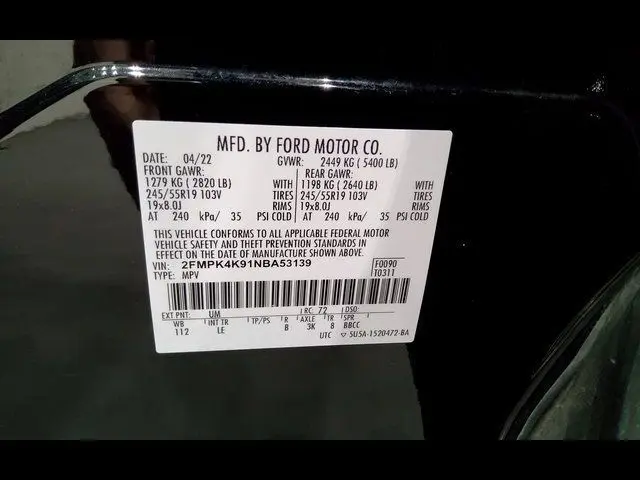 MFD. BY FORD MOTOR CO.
DATE: 04/22 GVWR: 2449 KG ( 5400 LB)
FRONT GAWR: REAR GAWR:
1279 KG ( 2820 LB) WITH 1198 KG ( 2640 LB) WITH
245/55R19 103V TIRES 245/55R19 103V TIRES
19x8.0J RIMS 19x8.0J RIMS
AT 240 kPa/ 35 PSI COLD AT 240 kPa/ 35 PSI COLD
THIS VEHICLE CONFORMS TO ALL APPLICABLE FEDERAL MOTOR
VEHICLE SAFETY AND THEFT PREVENTION STANDARDS IN
EFFECT ON THE DATE OF MANUFACTURE SHOWN ABOVE.
VIN: 2FMPK4K91NBA53139 F0090
TYPE: MPV T0311
EXT PNT: UM RC: 72 DSO:
WB INT TR TP/PS R AXLE TR SPR
112 LE B 3K 8 BBCC
UTC ▽ 5U5A-1520472-BA